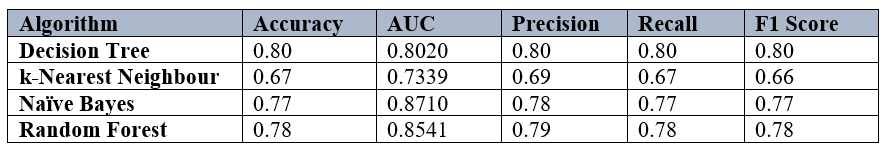 Algorithm Accuracy AUC Precision Recall F1 Score
Decision Tree 0.80 0.8020 0.80 0.80 0.80
k-Nearest Neighbour 0.67 0.7339 0.69 0.67 0.66
Naïve Bayes 0.77 0.8710 0.78 0.77 0.77
Random Forest 0.78 0.8541 0.79 0.78 0.78